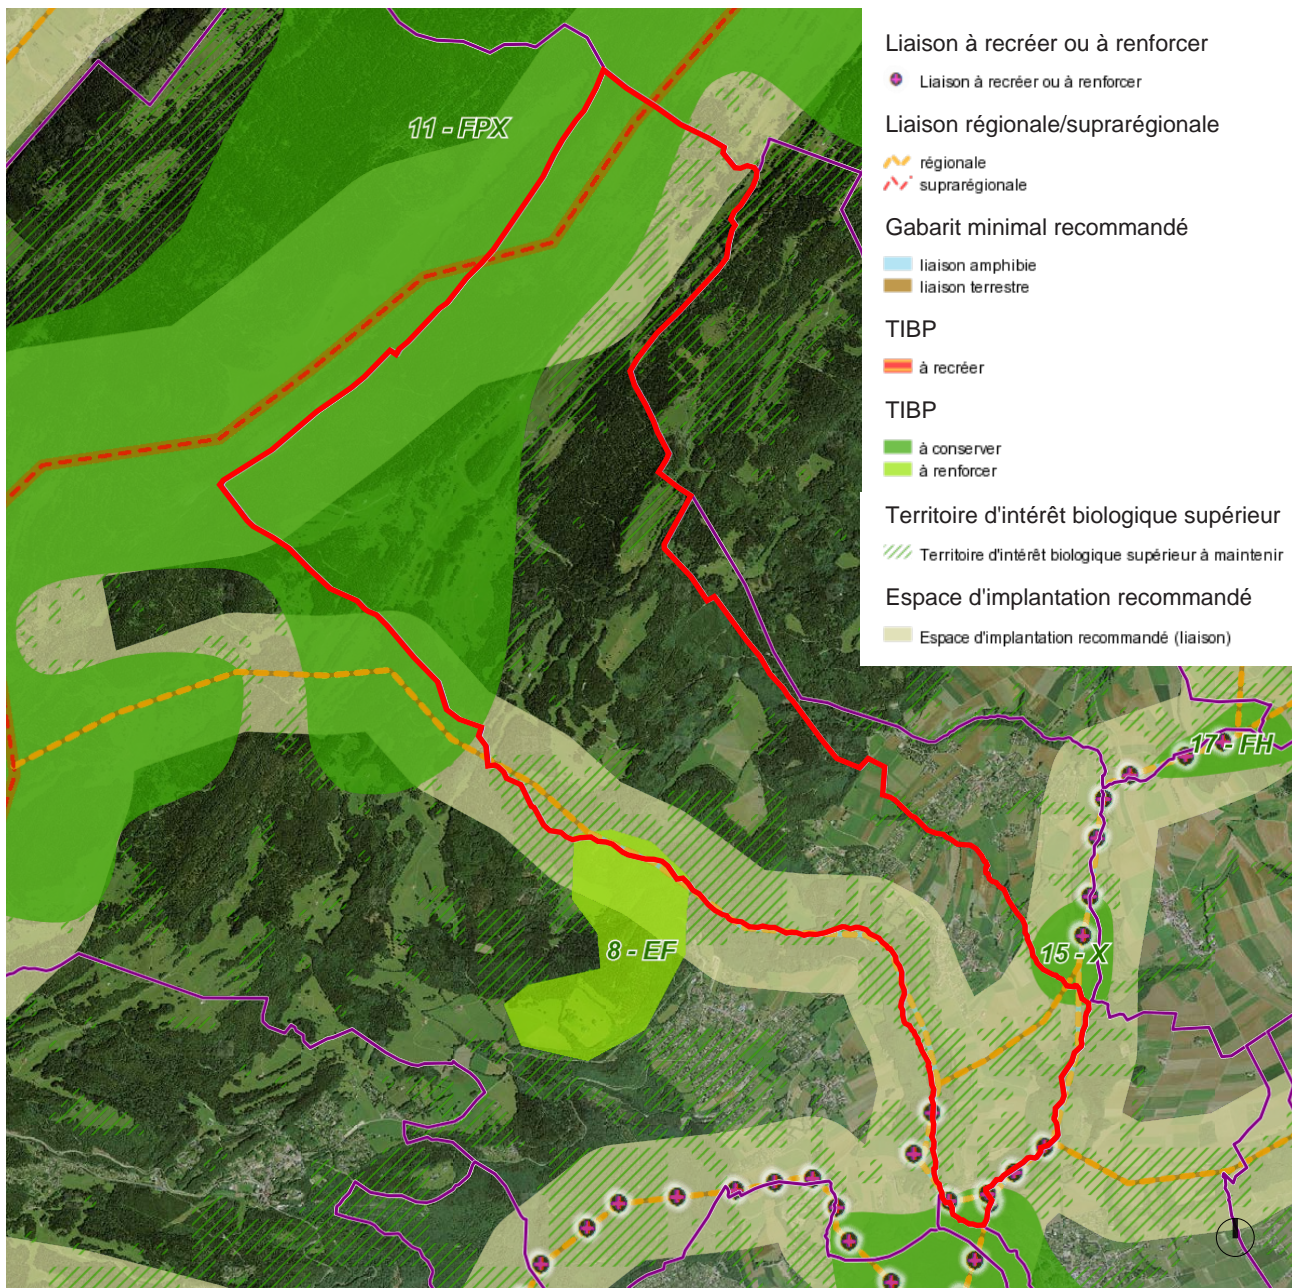 Liaison à recréer ou à renforcer
Liaison à recréer ou à renforcer
Liaison régionale/suprarégionale
régionale
suprarégionale
Gabarit minimal recommandé
liaison amphibie
liaison terrestre
TIBP
à recréer
TIBP
à conserver
à renforcer
Territoire d'intérêt biologique supérieur
Territoire d'intérêt biologique supérieur à maintenir
Espace d'implantation recommandé
Espace d'implantation recommandé (liaison)
11 - FPX
17 - FH
8 - EF
15 - X